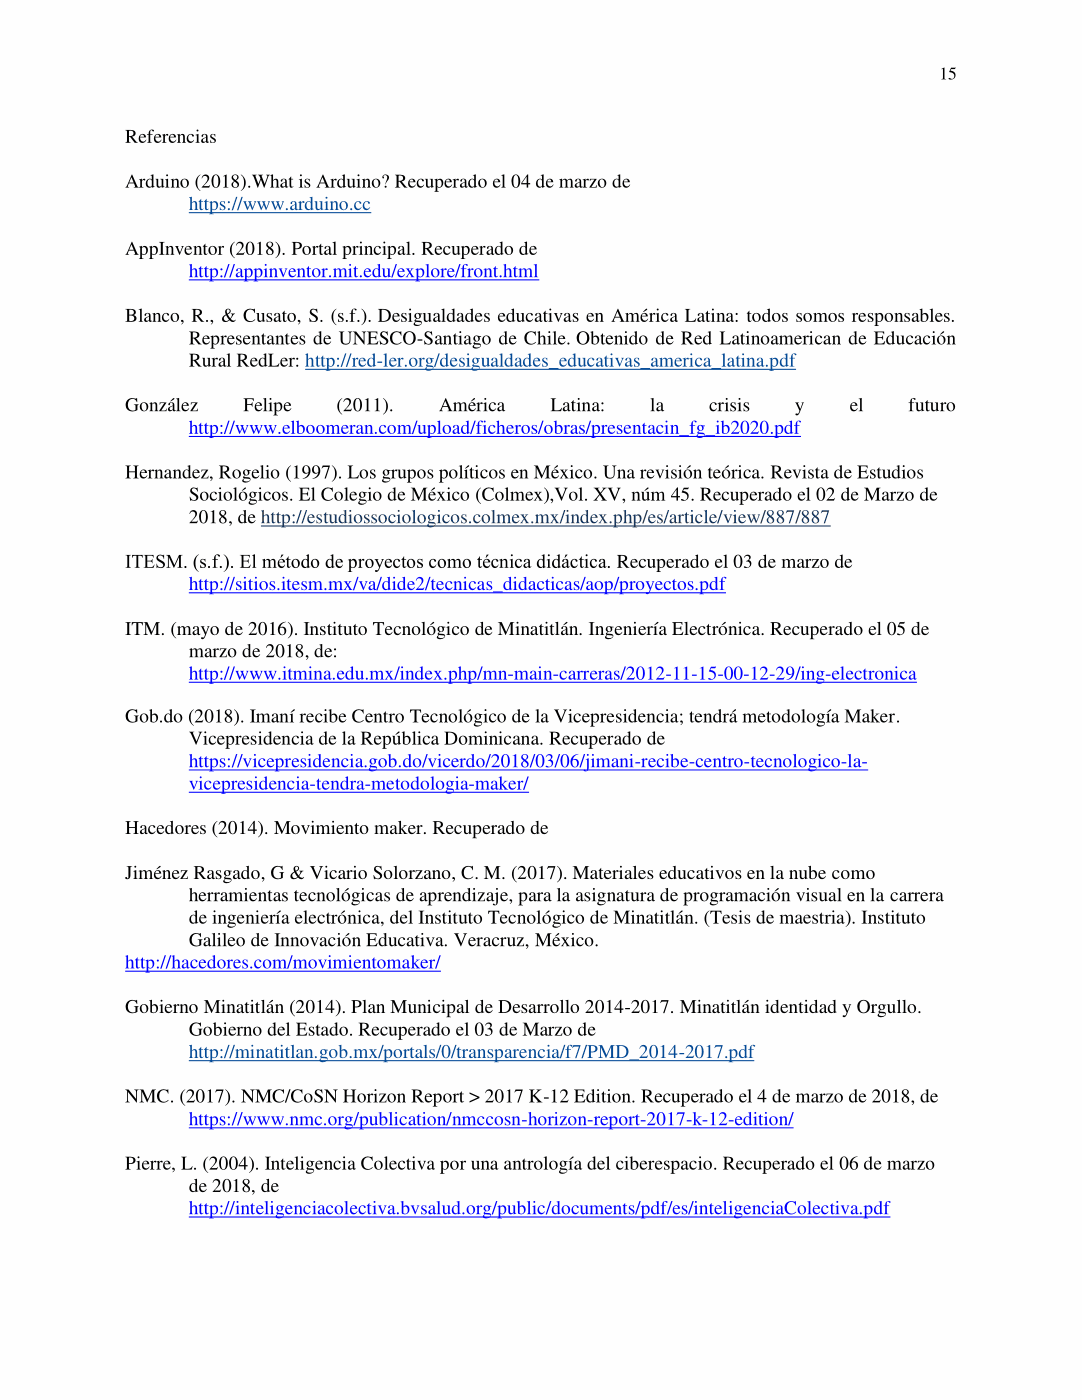 15
Referencias
Arduino (2018).What is Arduino? Recuperado el 04 de marzo de
https://www.arduino.cc
AppInventor (2018). Portal principal. Recuperado de
http://appinventor.mit.edu/explore/front.html
Blanco, R., & Cusato, S. (s.f.). Desigualdades educativas en América Latina: todos somos responsables.
Representantes de UNESCO-Santiago de Chile. Obtenido de Red Latinoamerican de Educación
Rural RedLer: http://red-ler.org/desigualdades_educativas_america_latina.pdf
González Felipe (2011). América Latina: la crisis y el futuro
http://www.elboomeran.com/upload/ficheros/obras/presentacin_fg_ib2020.pdf
Hernandez, Rogelio (1997). Los grupos políticos en México. Una revisión teórica. Revista de Estudios
Sociológicos. El Colegio de México (Colmex),Vol. XV, núm 45. Recuperado el 02 de Marzo de
2018, de http://estudiossociologicos.colmex.mx/index.php/es/article/view/887/887
ITESM. (s.f.). El método de proyectos como técnica didáctica. Recuperado el 03 de marzo de
http://sitios.itesm.mx/va/dide2/tecnicas_didacticas/aop/proyectos.pdf
ITM. (mayo de 2016). Instituto Tecnológico de Minatitlán. Ingeniería Electrónica. Recuperado el 05 de
marzo de 2018, de:
http://www.itmina.edu.mx/index.php/mn-main-carreras/2012-11-15-00-12-29/ing-electronica
Gob.do (2018). Imaní recibe Centro Tecnológico de la Vicepresidencia; tendrá metodología Maker.
Vicepresidencia de la República Dominicana. Recuperado de
https://vicepresidencia.gob.do/vicerdo/2018/03/06/jimani-recibe-centro-tecnologico-la-
vicepresidencia-tendra-metodologia-maker/
Hacedores (2014). Movimiento maker. Recuperado de
Jiménez Rasgado, G & Vicario Solorzano, C. M. (2017). Materiales educativos en la nube como
herramientas tecnológicas de aprendizaje, para la asignatura de programación visual en la carrera
de ingeniería electrónica, del Instituto Tecnológico de Minatitlán. (Tesis de maestria). Instituto
Galileo de Innovación Educativa. Veracruz, México.
http://hacedores.com/movimientomaker/
Gobierno Minatitlán (2014). Plan Municipal de Desarrollo 2014-2017. Minatitlán identidad y Orgullo.
Gobierno del Estado. Recuperado el 03 de Marzo de
http://minatitlan.gob.mx/portals/0/transparencia/f7/PMD_2014-2017.pdf
NMC. (2017). NMC/CoSN Horizon Report > 2017 K-12 Edition. Recuperado el 4 de marzo de 2018, de
https://www.nmc.org/publication/nmccosn-horizon-report-2017-k-12-edition/
Pierre, L. (2004). Inteligencia Colectiva por una antrología del ciberespacio. Recuperado el 06 de marzo
de 2018, de
http://inteligenciacolectiva.bvsalud.org/public/documents/pdf/es/inteligenciaColectiva.pdf